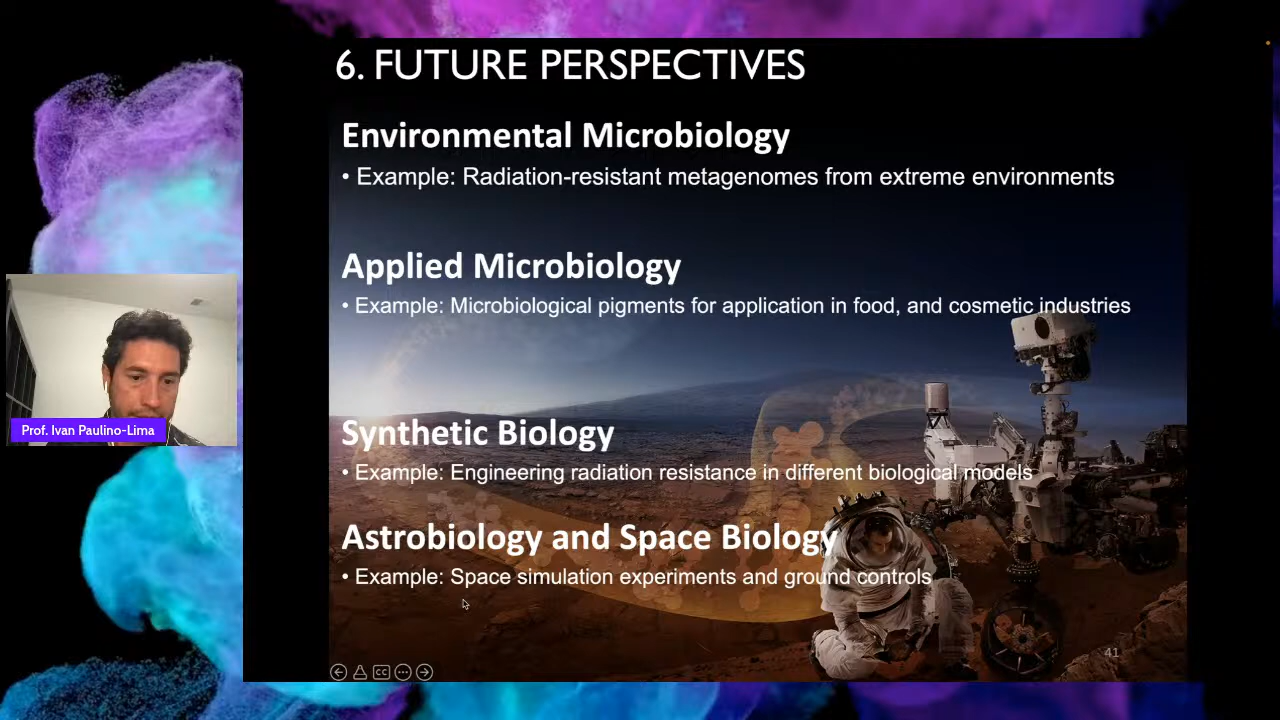 6. FUTURE PERSPECTIVES
Environmental Microbiology
• Example: Radiation-resistant metagenomes from extreme environments
Applied Microbiology
• Example: Microbiological pigments for application in food, and cosmetic industries
Synthetic Biology
• Example: Engineering radiation resistance in different biological models
Astrobiology and Space Biology
• Example: Space simulation experiments and ground controls
Prof. Ivan Paulino-Lima
41
CC